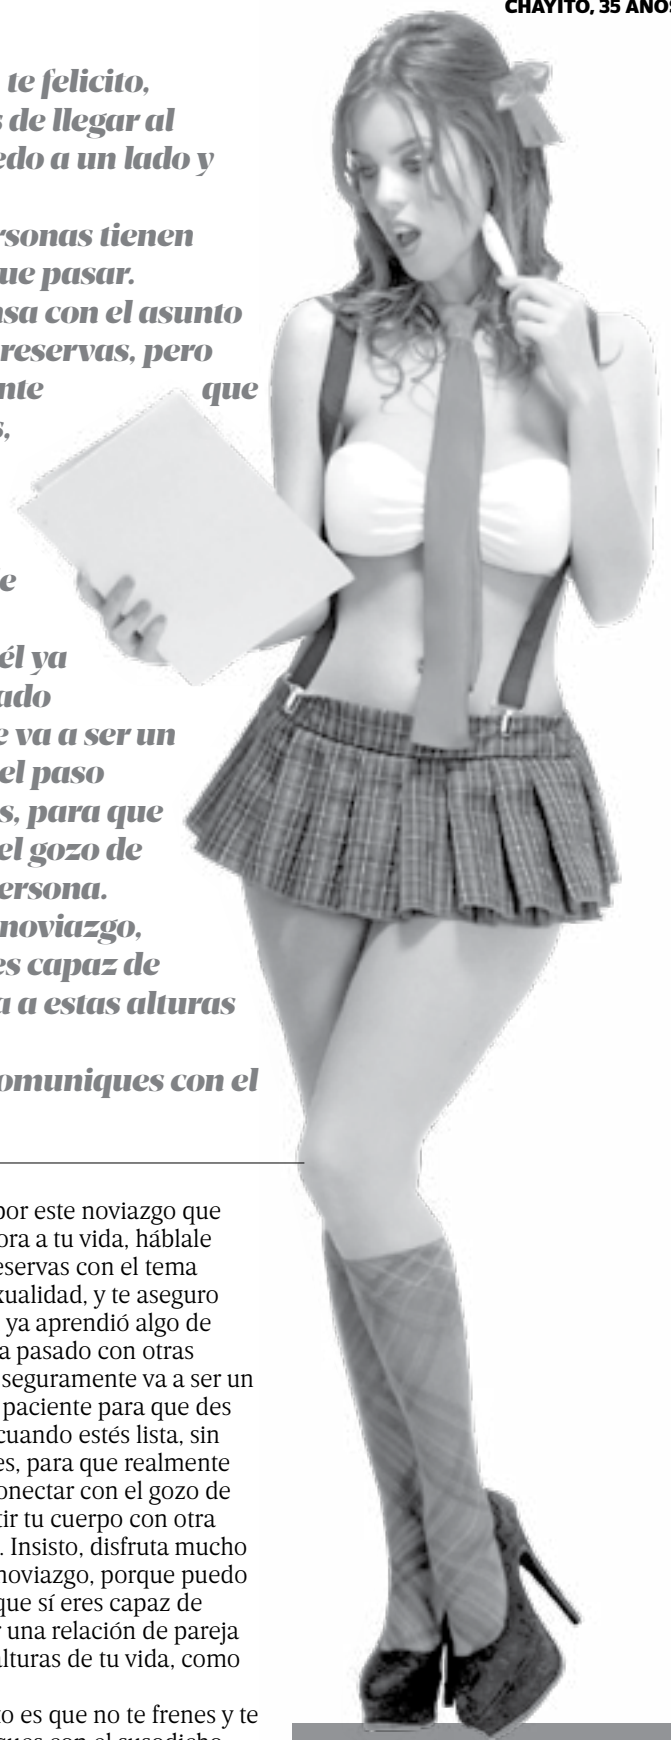 CHAYITO, 35 AÑOS
te felicito,
de llegar al
edo a un lado y
rsonas tienen
ue pasar.
nsa con el asunto
reservas, pero
nte que
s,
e
él ya
ado
e va a ser un
el paso
s, para que
el gozo de
ersona.
noviazgo,
es capaz de
a a estas alturas
omuniques con el
por este noviazgo que
ora a tu vida, háblale
eservas con el tema
xualidad, y te aseguro
ya aprendió algo de
a pasado con otras
seguramente va a ser un
paciente para que des
cuando estés lista, sin
es, para que realmente
onectar con el gozo de
tir tu cuerpo con otra
. Insisto, disfruta mucho
noviazgo, porque puedo
que sí eres capaz de
r una relación de pareja
alturas de tu vida, como
to es que no te frenes y te